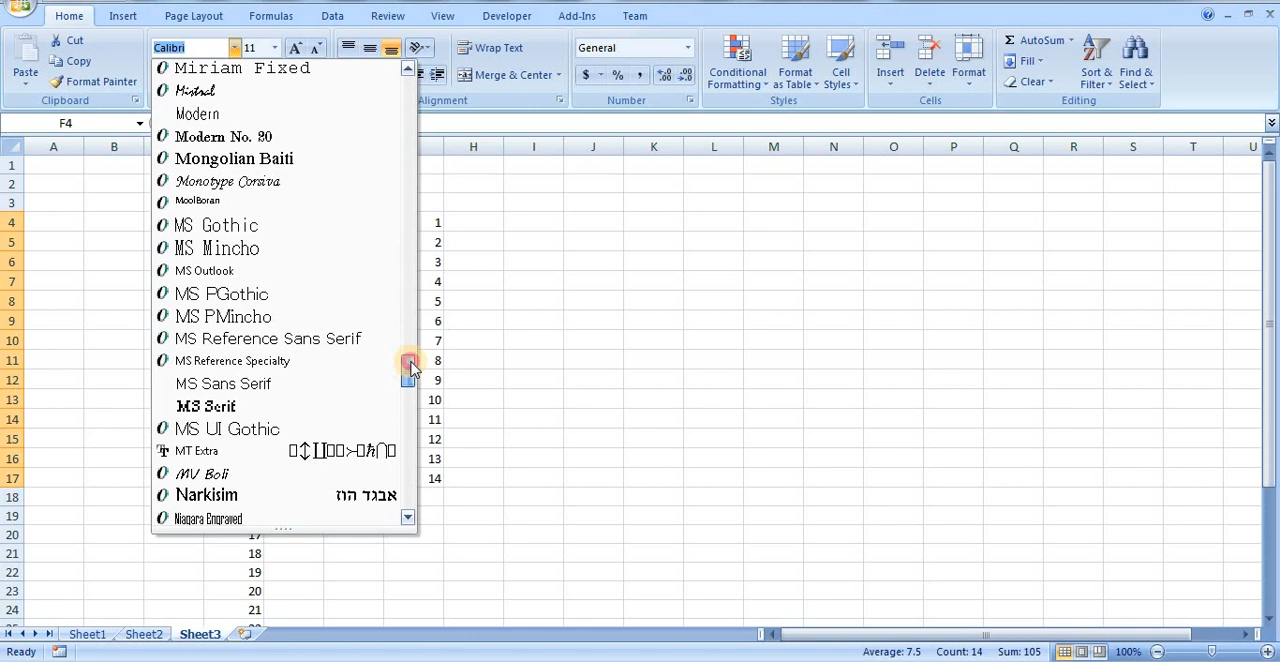 Home Insert Page Layout Formulas Data Review View Developer Add-Ins Team
Cut
Copy
Format Painter
Paste
Clipboard
Calibri 11
Wrap Text
Merge & Center
Alignment
General
$ % ,
Number
Conditional Formatting
Format as Table
Cell Styles
Styles
Insert Delete Format
Cells
AutoSum
Fill
Clear
Sort & Filter
Find & Select
Editing
F4
A B C H I J K L M N O P Q R S T U
1
2
3
4 1
5 2
6 3
7 4
8 5
9 6
10 7
11 8
12 9
13 10
14 11
15 12
16 13
17 14
18
19
20 17
21 18
22 19
23 20
24 21
Miriam Fixed
Mistral
Modern
Modern No. 20
Mongolian Baiti
Monotype Corsiva
MoolBoran
MS Gothic
MS Mincho
MS Outlook
MS PGothic
MS PMincho
MS Reference Sans Serif
MS Reference Specialty
MS Sans Serif
MS Serif
MS UI Gothic
MT Extra
MV Boli
Narkisim אבגד הוז
Niagara Engraved
Sheet1 Sheet2 Sheet3
Ready Average: 7.5 Count: 14 Sum: 105 100%